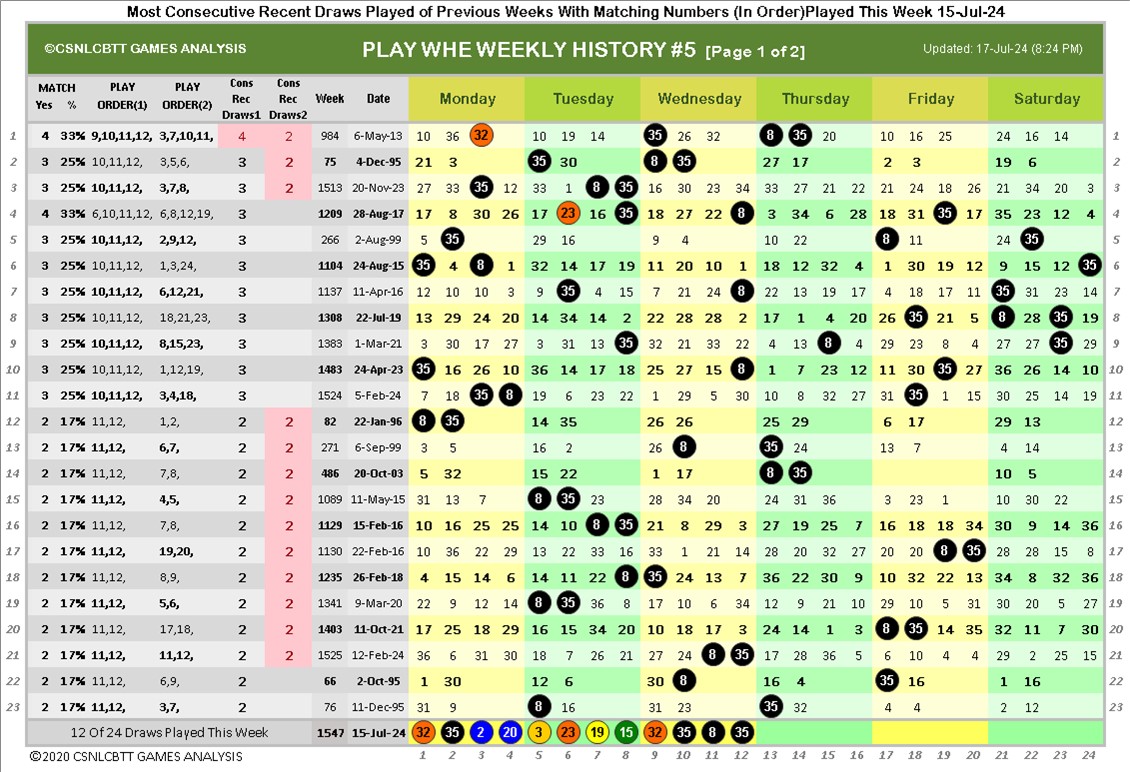 Most Consecutive Recent Draws Played of Previous Weeks With Matching Numbers (In Order)Played This Week 15-Jul-24
©CSNLCBTT GAMES ANALYSIS PLAY WHE WEEKLY HISTORY #5 [Page 1 of 2] Updated: 17-Jul-24 (8:24 PM)
MATCH Yes % PLAY ORDER(1) PLAY ORDER(2) Cons Rec Draws1 Cons Rec Draws2 Week Date Monday Tuesday Wednesday Thursday Friday Saturday
1 4 33% 9,10,11,12, 3,7,10,11, 4 2 984 6-May-13 10 36 32 10 19 14 35 26 32 8 14 20 10 16 25 24 16 14 1
2 3 25% 10,11,12, 3,5,6, 3 2 75 4-Dec-95 21 3 35 30 8 35 27 17 2 3 19 6 2
3 3 25% 10,11,12, 3,7,8, 3 2 1513 20-Nov-23 27 33 35 12 33 1 8 35 16 30 23 34 33 27 21 22 21 24 18 26 21 34 20 3 3
4 4 33% 6,10,11,12, 6,8,12,19, 3 1209 28-Aug-17 17 8 30 26 17 23 16 35 18 27 22 8 3 34 6 28 18 31 35 17 35 23 12 4 4
5 3 25% 10,11,12, 2,9,12, 3 266 2-Aug-99 5 35 29 16 9 4 10 22 8 11 24 35 5
6 3 25% 10,11,12, 1,3,24, 3 1104 24-Aug-15 35 4 8 1 32 14 17 19 11 20 10 1 18 12 32 4 1 30 19 12 9 15 12 35 6
7 3 25% 10,11,12, 6,12,21, 3 1137 11-Apr-16 12 10 10 3 9 35 4 15 7 21 24 8 22 13 19 17 4 18 17 11 35 31 23 14 7
8 3 25% 10,11,12, 18,21,23, 3 1308 22-Jul-19 13 29 24 20 14 34 14 2 22 28 28 2 17 1 4 20 26 35 21 5 8 28 35 19 8
9 3 25% 10,11,12, 8,15,23, 3 1383 1-Mar-21 3 30 17 27 3 31 13 35 32 21 33 22 4 13 8 4 29 23 8 4 27 27 35 29 9
10 3 25% 10,11,12, 1,12,19, 3 1483 24-Apr-23 35 16 26 10 36 14 17 18 25 27 15 8 1 7 23 12 11 30 35 27 36 26 14 10 10
11 3 25% 10,11,12, 3,4,18, 3 1524 5-Feb-24 7 18 35 8 19 6 23 22 1 29 5 30 10 8 32 27 31 35 1 15 30 25 14 19 11
12 2 17% 11,12, 1,2, 2 2 82 22-Jan-96 8 35 14 35 26 26 25 29 6 17 29 13 12
13 2 17% 11,12, 6,7, 2 2 271 6-Sep-99 3 5 16 2 26 8 35 24 13 7 4 14 13
14 2 17% 11,12, 7,8, 2 2 486 20-Oct-03 5 32 15 22 1 17 8 35 10 5 14
15 2 17% 11,12, 4,5, 2 2 1089 11-May-15 31 13 7 8 35 23 28 34 20 24 31 36 3 23 1 10 30 22 15
16 2 17% 11,12, 7,8, 2 2 1129 15-Feb-16 10 16 25 25 14 10 8 35 21 8 29 3 27 19 25 7 16 18 18 34 30 9 14 36 16
17 2 17% 11,12, 19,20, 2 2 1130 22-Feb-16 10 36 22 29 13 22 33 16 33 1 21 14 28 20 32 27 20 20 8 35 28 28 15 8 17
18 2 17% 11,12, 8,9, 2 2 1235 26-Feb-18 4 15 14 6 14 11 22 8 35 24 13 7 36 22 30 9 10 32 22 13 34 8 32 36 18
19 2 17% 11,12, 5,6, 2 2 1341 9-Mar-20 22 9 12 14 8 35 36 8 17 10 6 34 12 9 21 10 29 10 5 31 30 20 5 27 19
20 2 17% 11,12, 17,18, 2 2 1403 11-Oct-21 17 25 18 29 16 15 34 20 10 18 17 3 24 14 1 3 8 35 14 35 32 11 7 30 20
21 2 17% 11,12, 11,12, 2 2 1525 12-Feb-24 36 6 31 30 18 7 26 21 27 24 8 35 17 28 36 5 6 10 4 4 29 2 25 15 21
22 2 17% 11,12, 6,9, 2 66 2-Oct-95 1 30 12 6 30 8 16 4 35 16 1 16 22
23 2 17% 11,12, 3,7, 2 76 11-Dec-95 31 9 8 16 31 23 35 32 4 4 2 12 23
12 Of 24 Draws Played This Week 1547 15-Jul-24 32 35 2 20 3 23 19 15 32 35 8 35
©2020 CSNLCBTT GAMES ANALYSIS 1 2 3 4 5 6 7 8 9 10 11 12 13 14 15 16 17 18 19 20 21 22 23 24